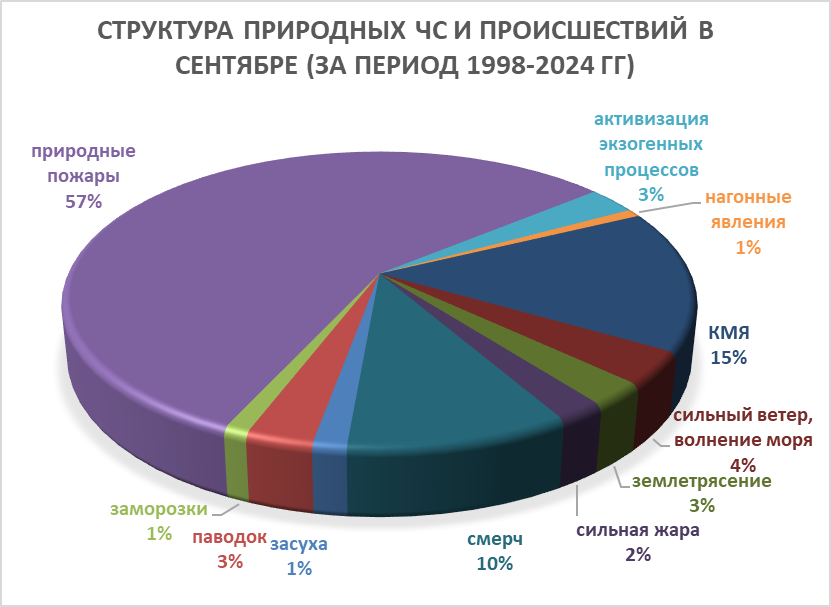 СТРУКТУРА ПРИРОДНЫХ ЧС И ПРОИСШЕСТВИЙ В
СЕНТЯБРЕ (ЗА ПЕРИОД 1998-2024 ГГ)
активизация
экзогенных
процессов
3%
нагонные
явления
1%
КМЯ
15%
сильный ветер,
волнение моря
4%
землетрясение
3%
сильная жара
2%
смерч
10%
засуха
1%
паводок
3%
заморозки
1%
природные
пожары
57%